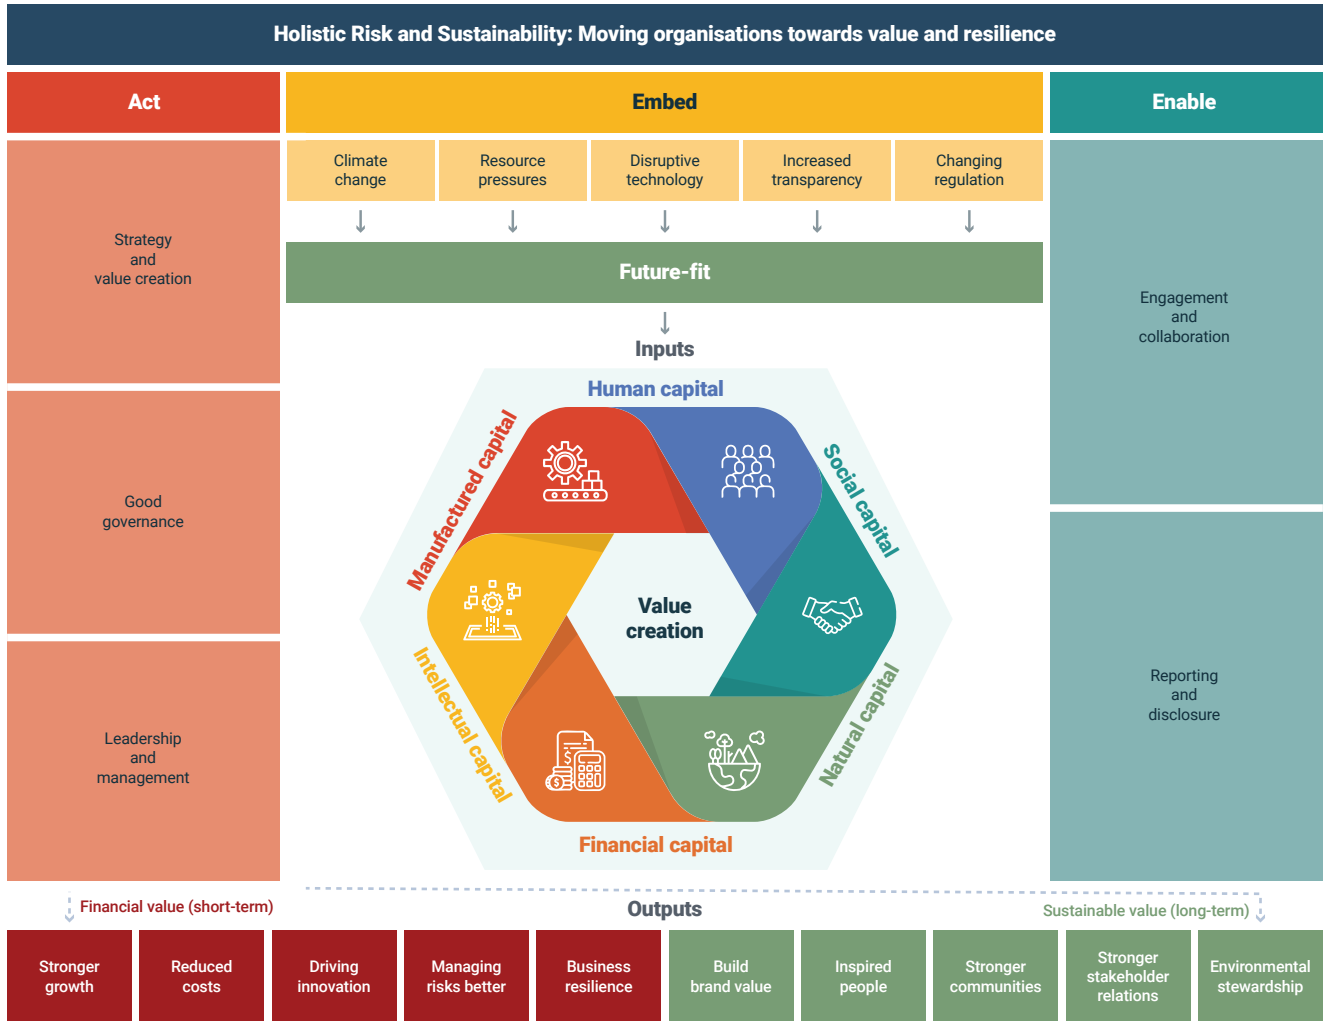 Holistic Risk and Sustainability: Moving organisations towards value and resilience
Act
Embed
Enable
Strategy
and
value creation
Good
governance
Leadership
and
management
Climate
change
Resource
pressures
Disruptive
technology
Increased
transparency
Changing
regulation
Future-fit
Inputs
Human capital
Manufactured capital
Social capital
Value
creation
Intellectual capital
Natural capital
Financial capital
Engagement
and
collaboration
Reporting
and
disclosure
Financial value (short-term)
Outputs
Sustainable value (long-term)
Stronger
growth
Reduced
costs
Driving
innovation
Managing
risks better
Business
resilience
Build
brand value
Inspired
people
Stronger
communities
Stronger
stakeholder
relations
Environmental
stewardship